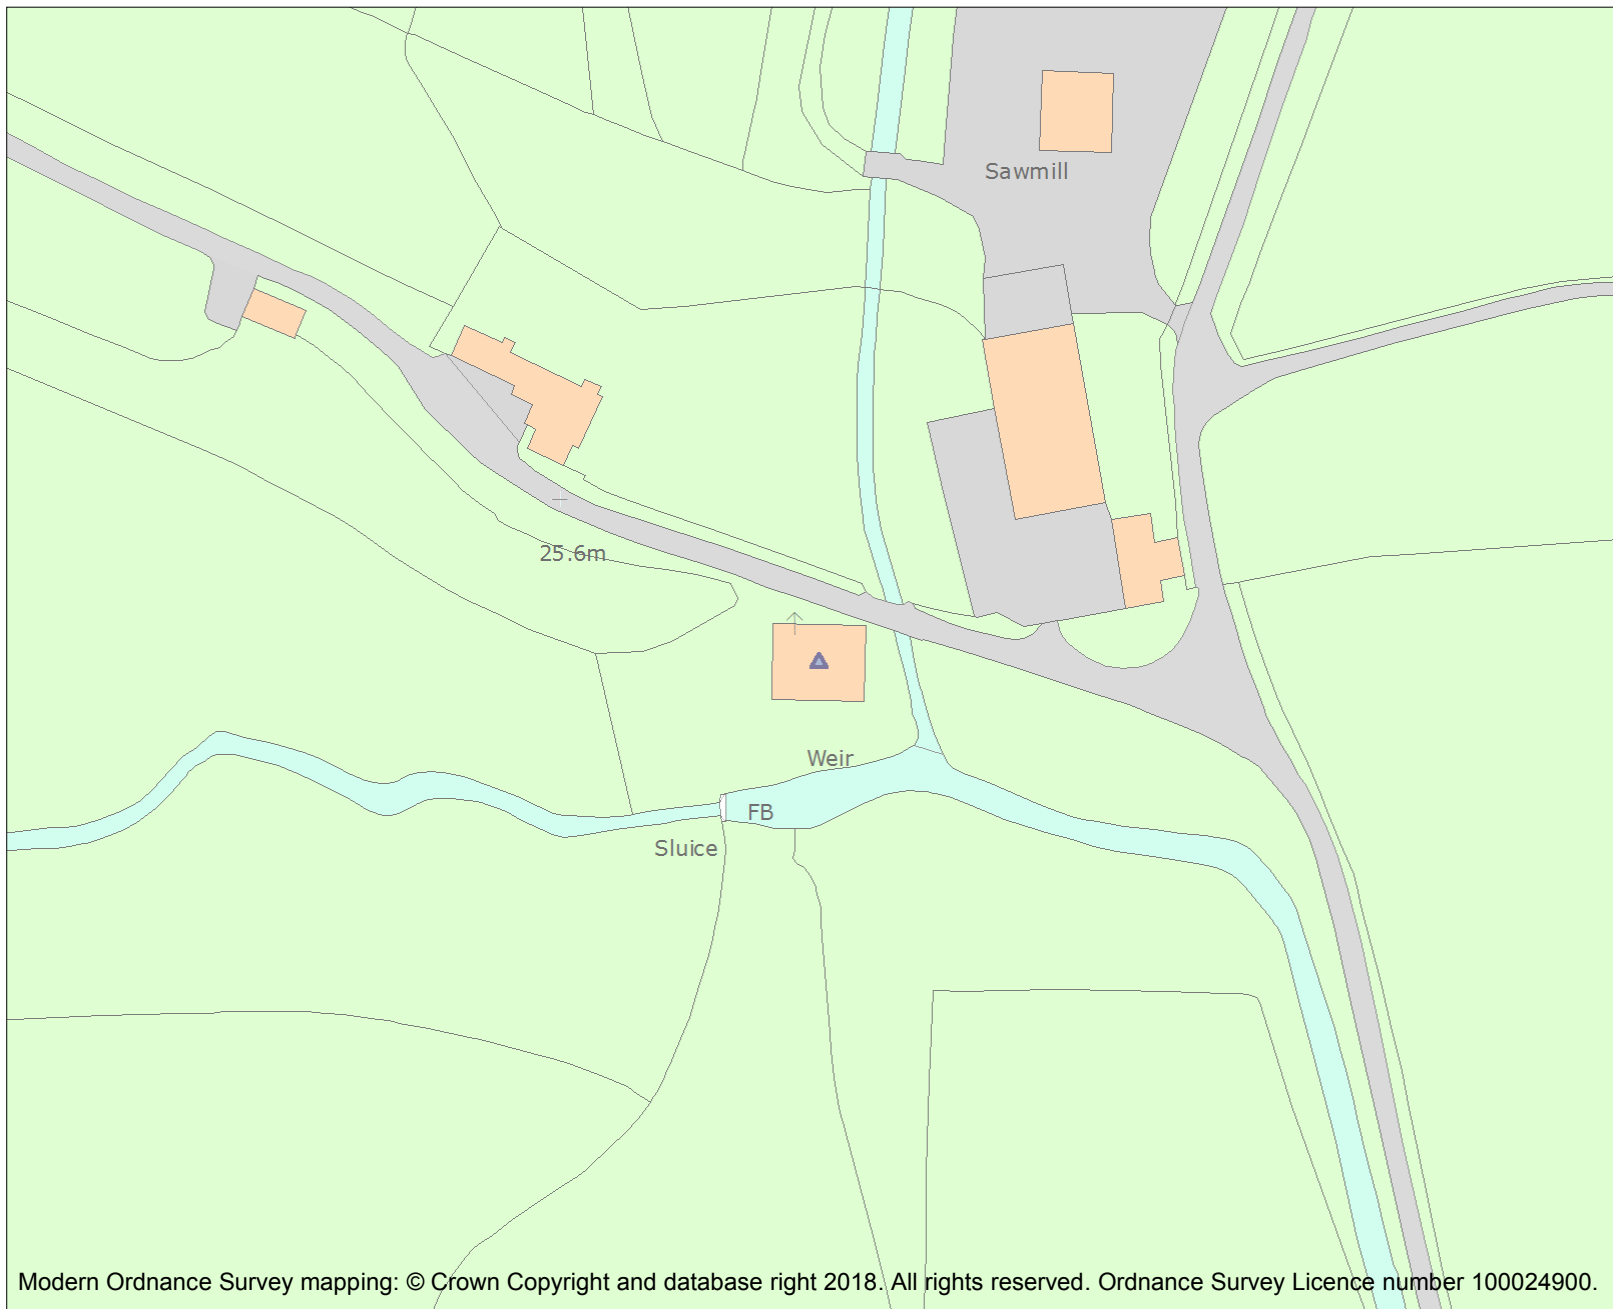 Sawmill
25.6m
Weir
FB
Sluice
Modern Ordnance Survey mapping: © Crown Copyright and database right 2018. All rights reserved. Ordnance Survey Licence number 100024900.